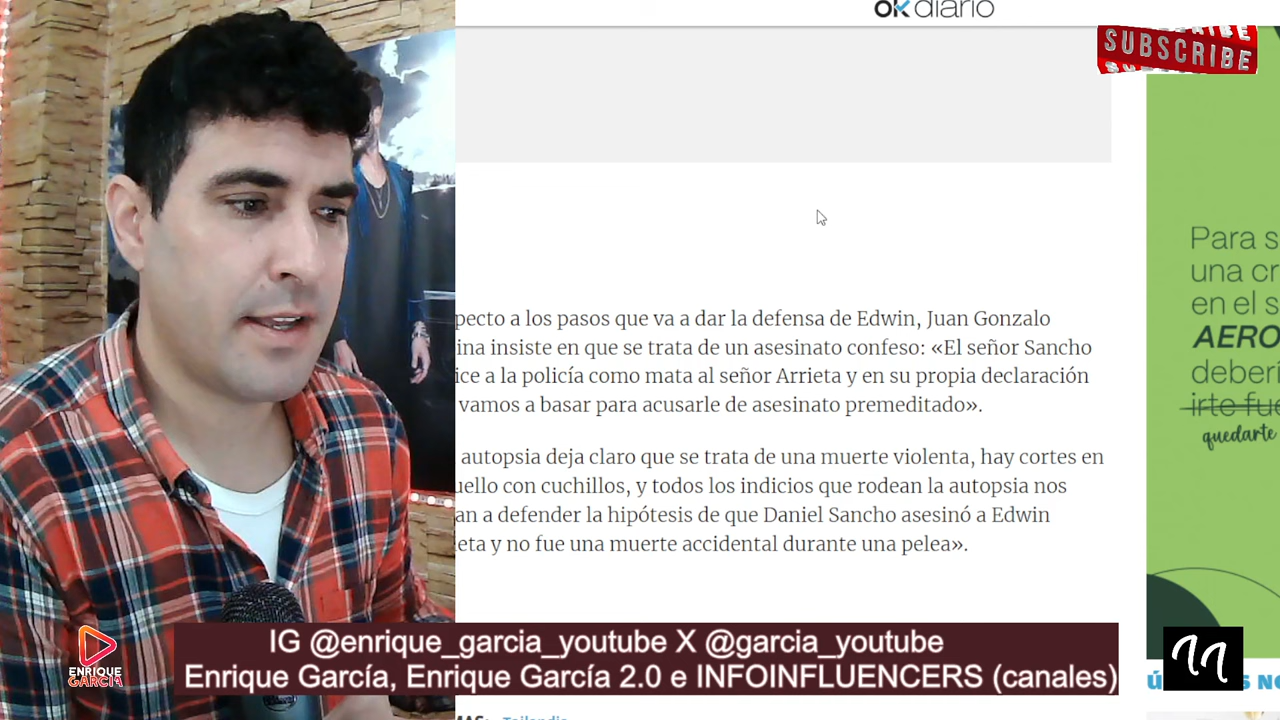 okdiario
SUBSCRIBE
pecto a los pasos que va a dar la defensa de Edwin, Juan Gonzalo
ina insiste en que se trata de un asesinato confeso: «El señor Sancho
ice a la policía como mata al señor Arrieta y en su propia declaración
vamos a basar para acusarle de asesinato premeditado».
autopsia deja claro que se trata de una muerte violenta, hay cortes en
uello con cuchillos, y todos los indicios que rodean la autopsia nos
an a defender la hipótesis de que Daniel Sancho asesinó a Edwin
eta y no fue una muerte accidental durante una pelea».
Para s
una cr
en el s
AERO
deberí
irte fue
quedarte
IG @enrique_garcia_youtube X @garcia_youtube
Enrique García, Enrique García 2.0 e INFOINFLUENCERS (canales)
ENRIQUE
GARCÍA